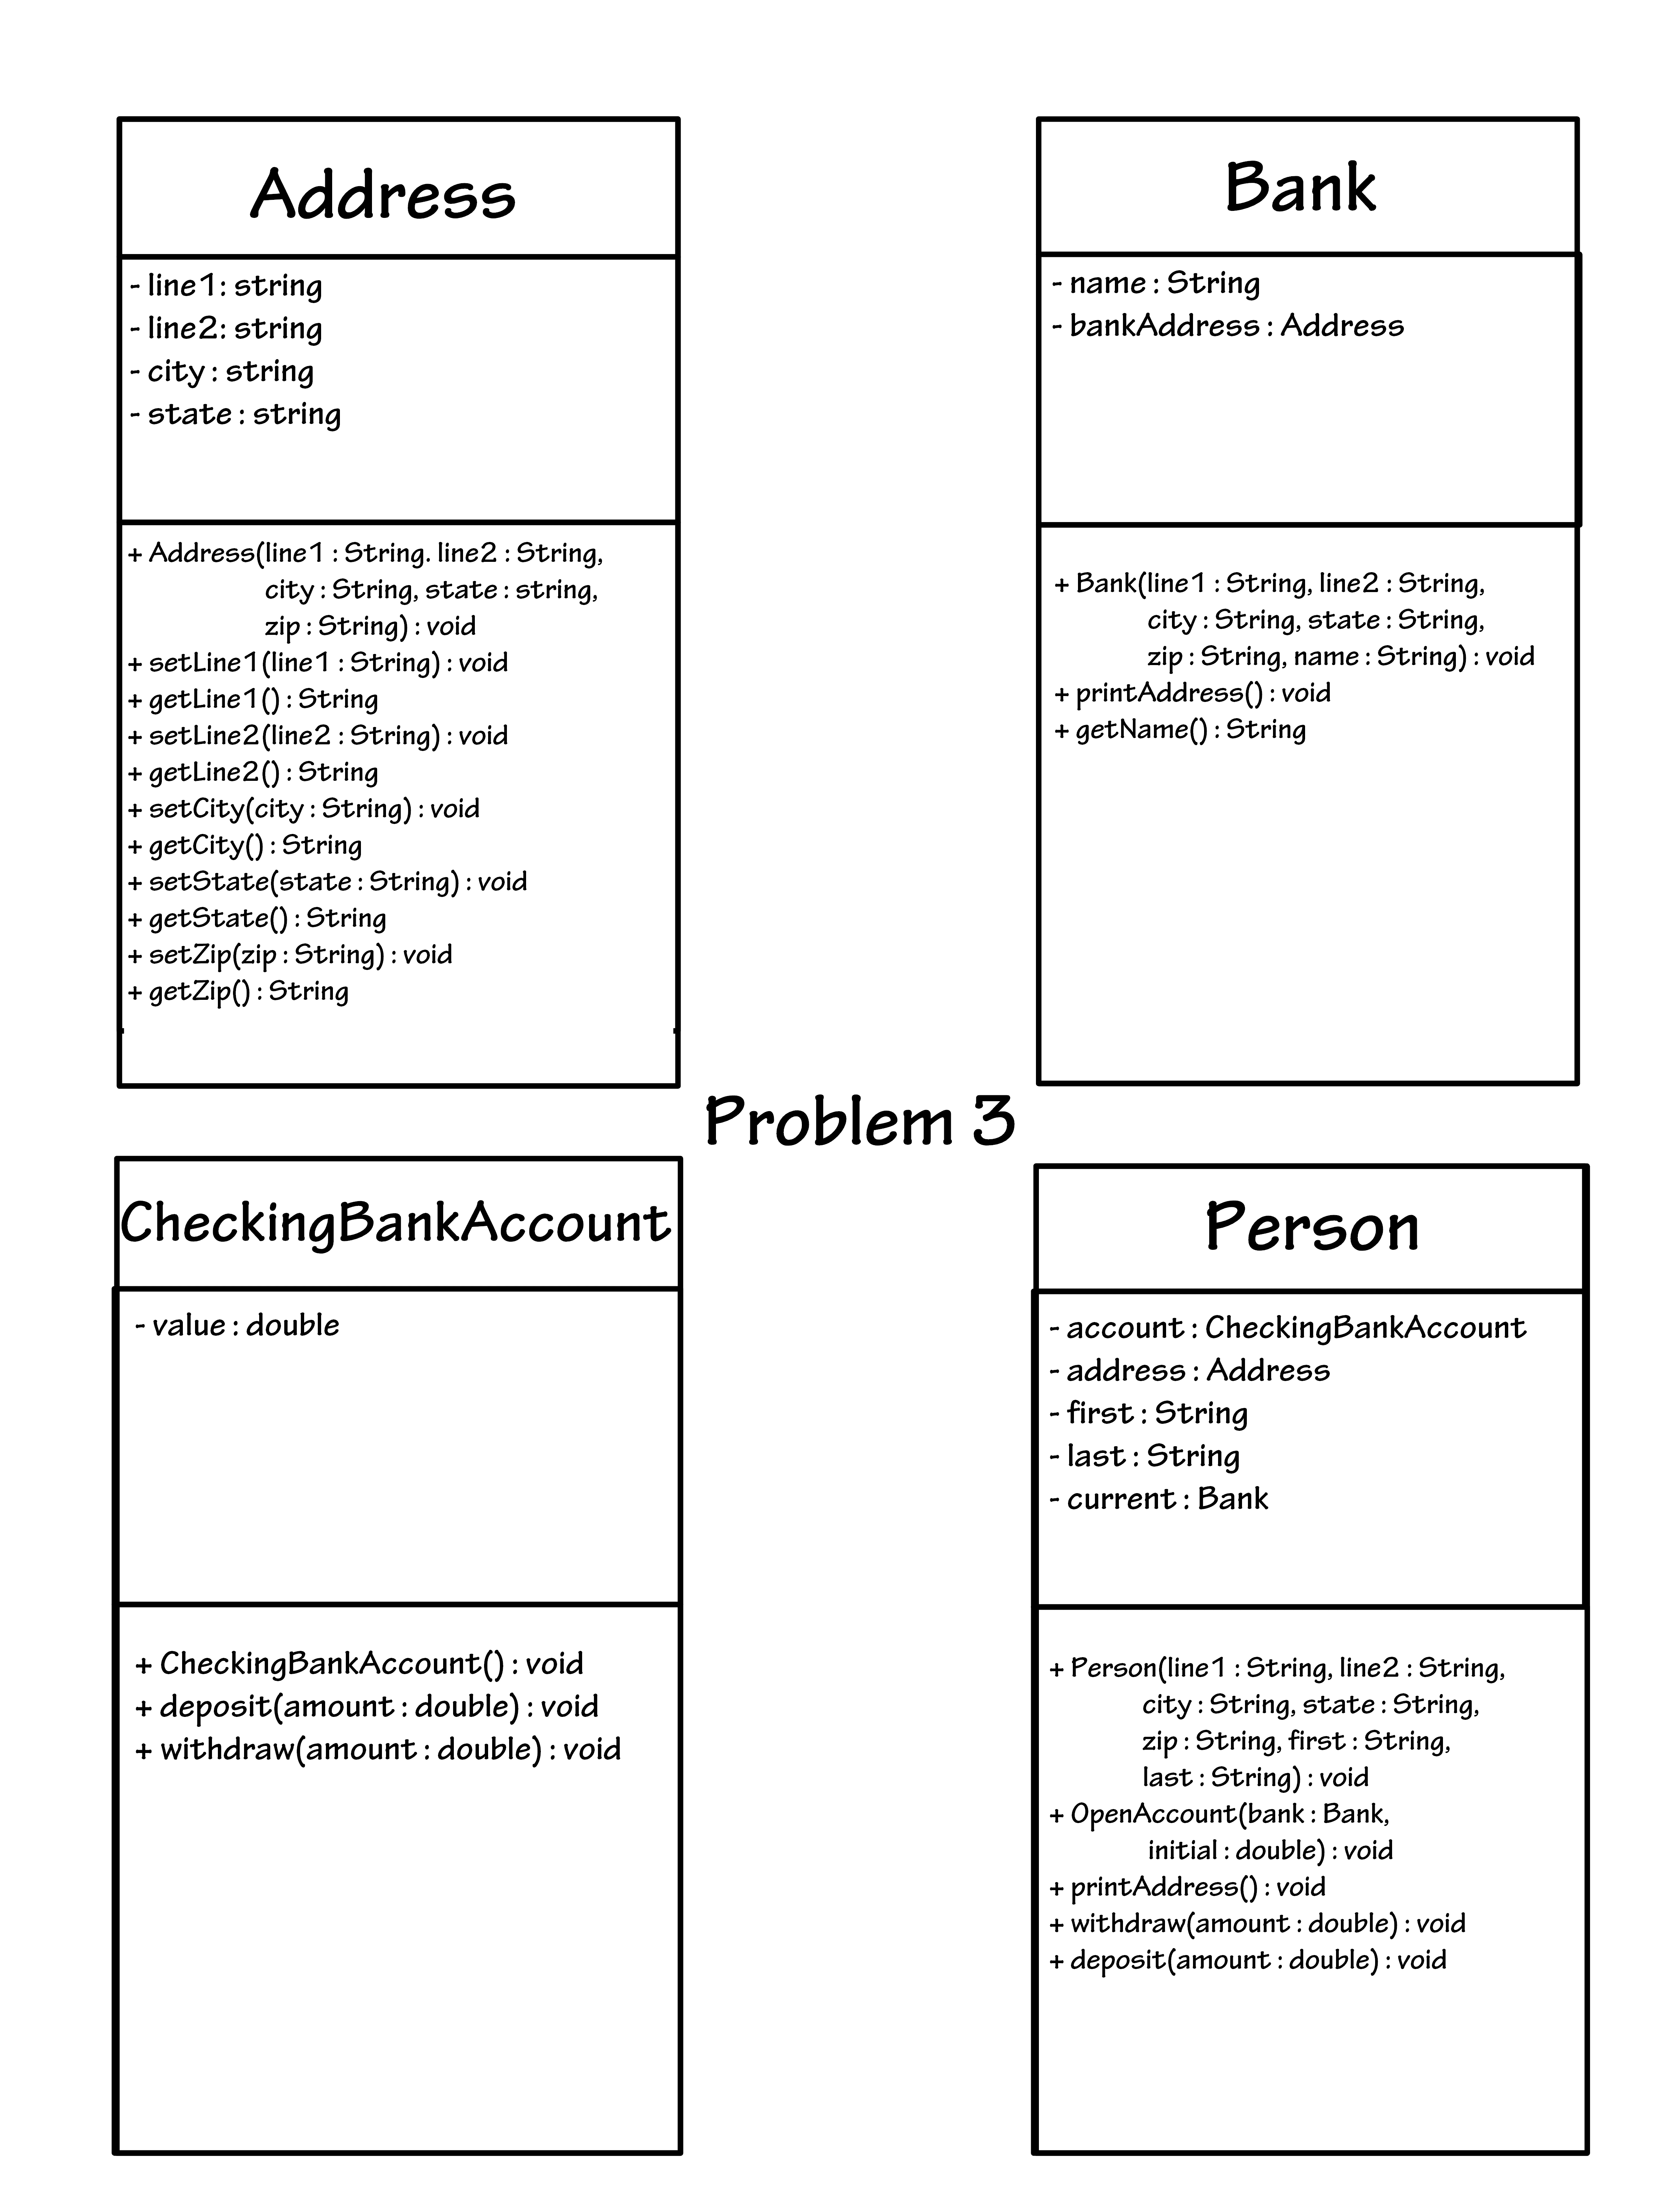 Address
- line1: string
- line2: string
- city : string
- state : string
+ Address(line1 : String. line2 : String,
city : String, state : string,
zip : String) : void
+ setLine1(line1 : String) : void
+ getLine1() : String
+ setLine2(line2 : String) : void
+ getLine2() : String
+ setCity(city : String) : void
+ getCity() : String
+ setState(state : String) : void
+ getState() : String
+ setZip(zip : String) : void
+ getZip() : String
Bank
- name : String
- bankAddress : Address
+ Bank(line1 : String, line2 : String,
city : String, state : String,
zip : String, name : String) : void
+ printAddress() : void
+ getName() : String
Problem 3
CheckingBankAccount
- value : double
+ CheckingBankAccount() : void
+ deposit(amount : double) : void
+ withdraw(amount : double) : void
Person
- account : CheckingBankAccount
- address : Address
- first : String
- last : String
- current : Bank
+ Person(line1 : String, line2 : String,
city : String, state : String,
zip : String, first : String,
last : String) : void
+ OpenAccount(bank : Bank,
initial : double) : void
+ printAddress() : void
+ withdraw(amount : double) : void
+ deposit(amount : double) : void